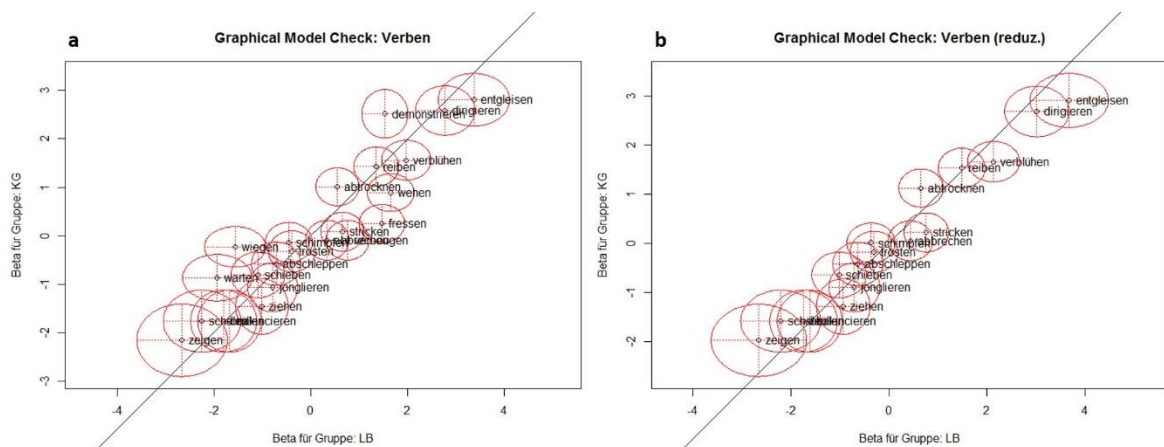 a
Graphical Model Check: Verben
Beta für Gruppe: KG
3
2
1
0
-1
-2
-3
entgleisen
dirigieren
demonstrieren
verblühen
reiben
abtrocknen
wehen
fressen
stricken
wiegen
schimpfen
frosten
abschleppen
warten
schieben
jonglieren
ziehen
zeigen
-4
-2
0
2
4
Beta für Gruppe: LB
b
Graphical Model Check: Verben (reduz.)
Beta für Gruppe: KG
3
2
1
0
-1
-2
entgleisen
dirigieren
verblühen
reiben
abtrocknen
stricken
abbrechen
schimpfen
frosten
abschleppen
schieben
jonglieren
ziehen
zeigen
-4
-2
0
2
4
Beta für Gruppe: LB